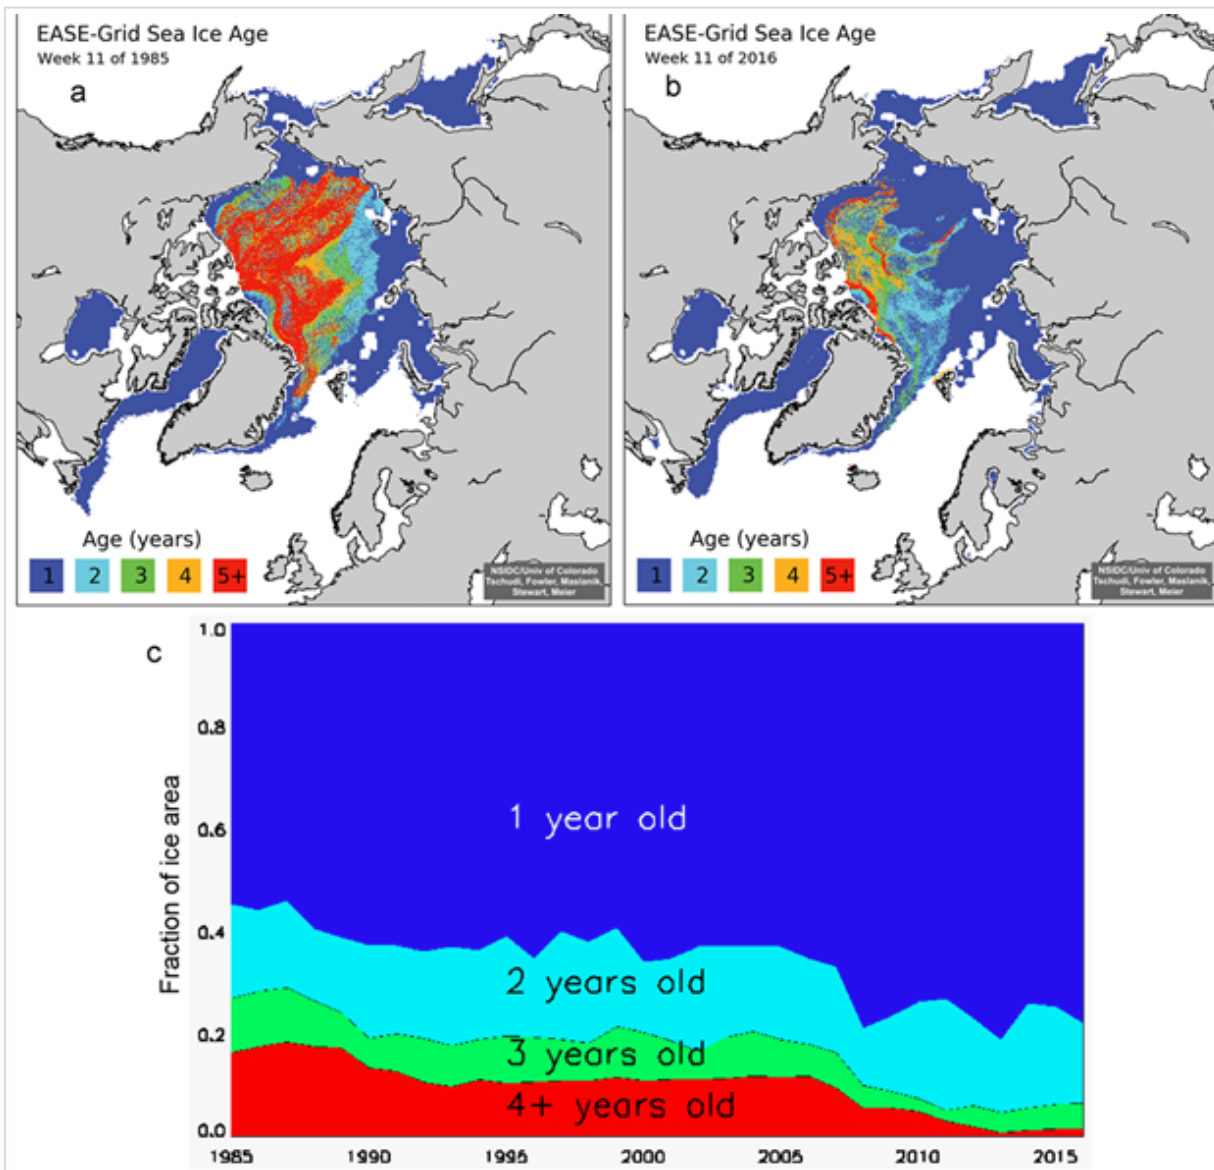 EASE-Grid Sea Ice Age
Week 11 of 1985
a
Age (years)
1 2 3 4 5+
NSIDC/Univ of Colorado
Tschudi, Fowler, Maslanik,
Stewart, Meier
EASE-Grid Sea Ice Age
Week 11 of 2016
b
Age (years)
1 2 3 4 5+
NSIDC/Univ of Colorado
Tschudi, Fowler, Maslanik,
Stewart, Meier
c
Fraction of ice area
1.0
0.8
0.6
0.4
0.2
0.0
1 year old
2 years old
3 years old
4+ years old
1985 1990 1995 2000 2005 2010 2015